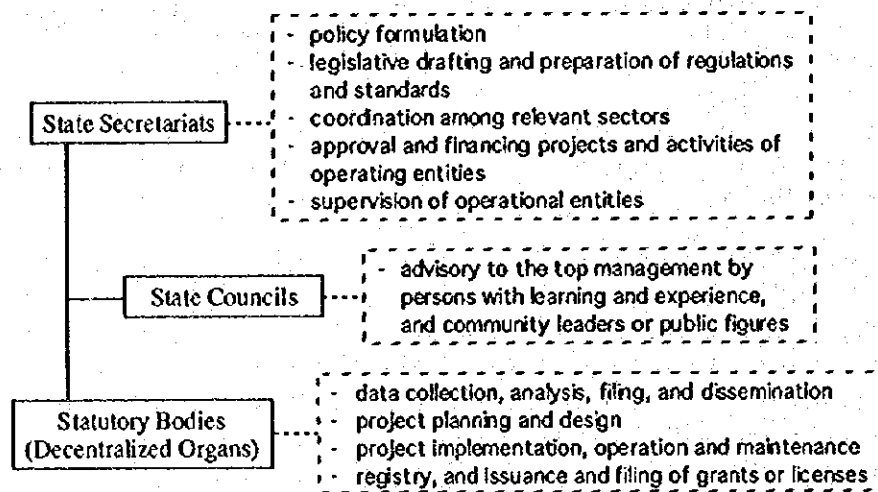 - policy formulation
- legislative drafting and preparation of regulations
and standards
State Secretariats
- coordination among relevant sectors
- approval and financing projects and activities of
operating entities
- supervision of operational entities
State Councils
- advisory to the top management by
persons with learning and experience,
and community leaders or public figures
Statutory Bodies
(Decentralized Organs)
- data collection, analysis, filing, and dissemination
- project planning and design
- project implementation, operation and maintenance
- registry, and issuance and filing of grants or licenses